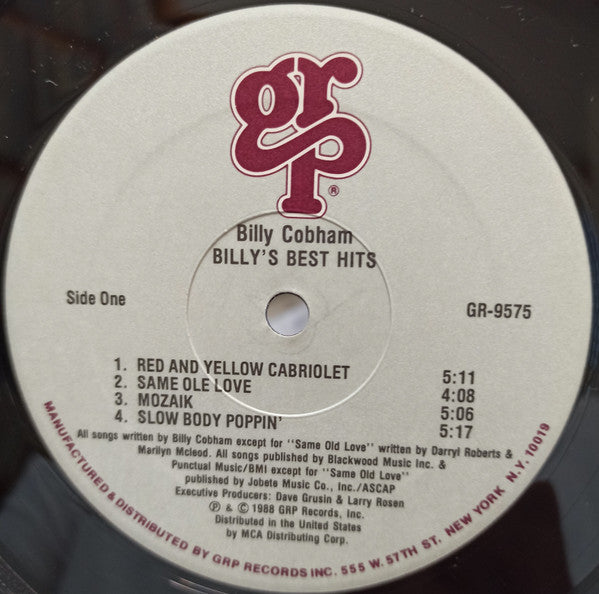 grp®
Billy Cobham
BILLY'S BEST HITS
Side One
GR-9575
1. RED AND YELLOW CABRIOLET 5:11
2. SAME OLE LOVE 4:08
3. MOZAIK 5:06
4. SLOW BODY POPPIN' 5:17
All songs written by Billy Cobham except for "Same Old Love" written by Darryl Roberts &
Marilyn Mcleod. All songs published by Blackwood Music Inc. &
Punctual Music/BMI except for "Same Old Love"
published by Jobete Music Co., Inc./ASCAP
Executive Producers: Dave Grusin & Larry Rosen
℗ & © 1988 GRP Records, Inc.
Distributed in the United States
by MCA Distributing Corp.
MANUFACTURED & DISTRIBUTED BY GRP RECORDS INC. 555 W. 57TH ST. NEW YORK N.Y. 10019